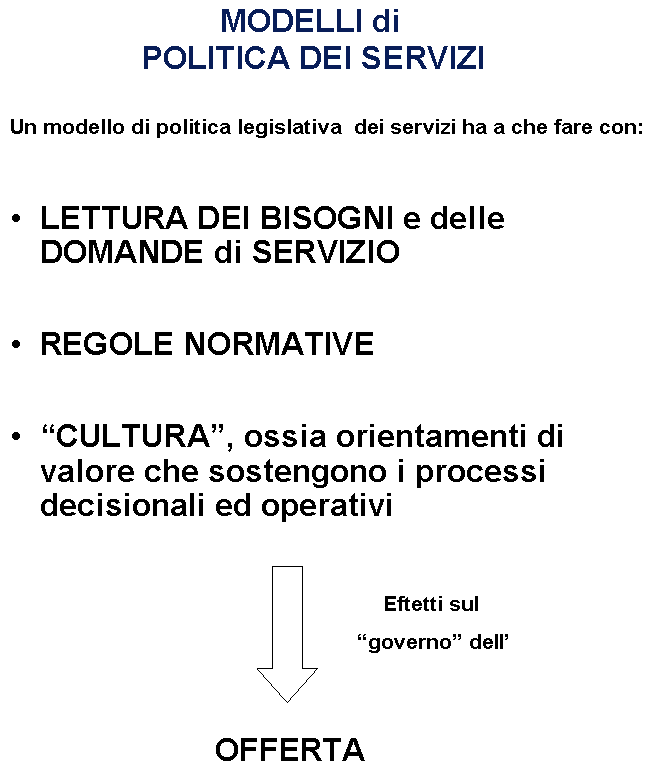 MODELLI di
POLITICA DEI SERVIZI
Un modello di politica legislativa  dei servizi ha a che fare con:
• LETTURA DEI BISOGNI e delle
DOMANDE di SERVIZIO
• REGOLE NORMATIVE
• “CULTURA”, ossia orientamenti di
valore che sostengono i processi
decisionali ed operativi
Eftetti sul
“governo” dell’
OFFERTA